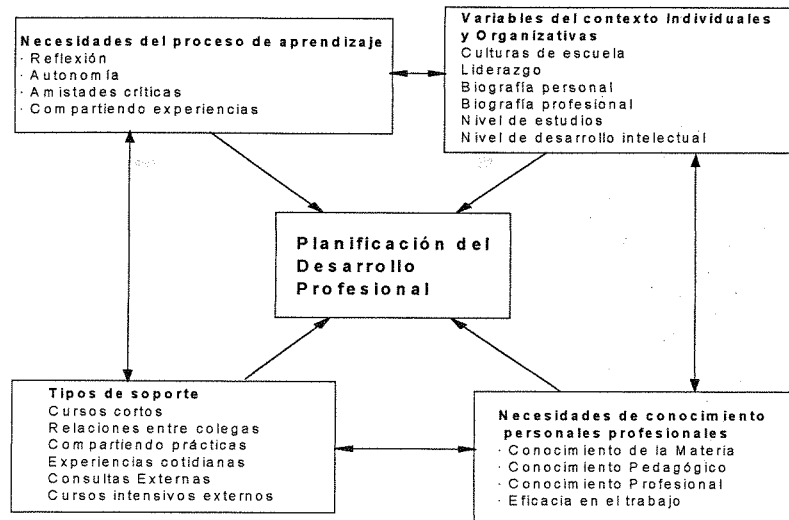 Necesidades del proceso de aprendizaje
· Reflexión
· Autonomía
· Amistades críticas
· Compartiendo experiencias
Variables del contexto Individuales
y Organizativas
Culturas de escuela
Liderazgo
Biografía personal
Biografía profesional
Nivel de estudios
Nivel de desarrollo intelectual
Planificación del
Desarrollo
Profesional
Tipos de soporte
Cursos cortos
Relaciones entre colegas
Compartiendo prácticas
Experiencias cotidianas
Consultas Externas
Cursos intensivos externos
Necesidades de conocimiento
personales profesionales
· Conocimiento de la Materia
· Conocimiento Pedagógico
· Conocimiento Profesional
· Eficacia en el trabajo